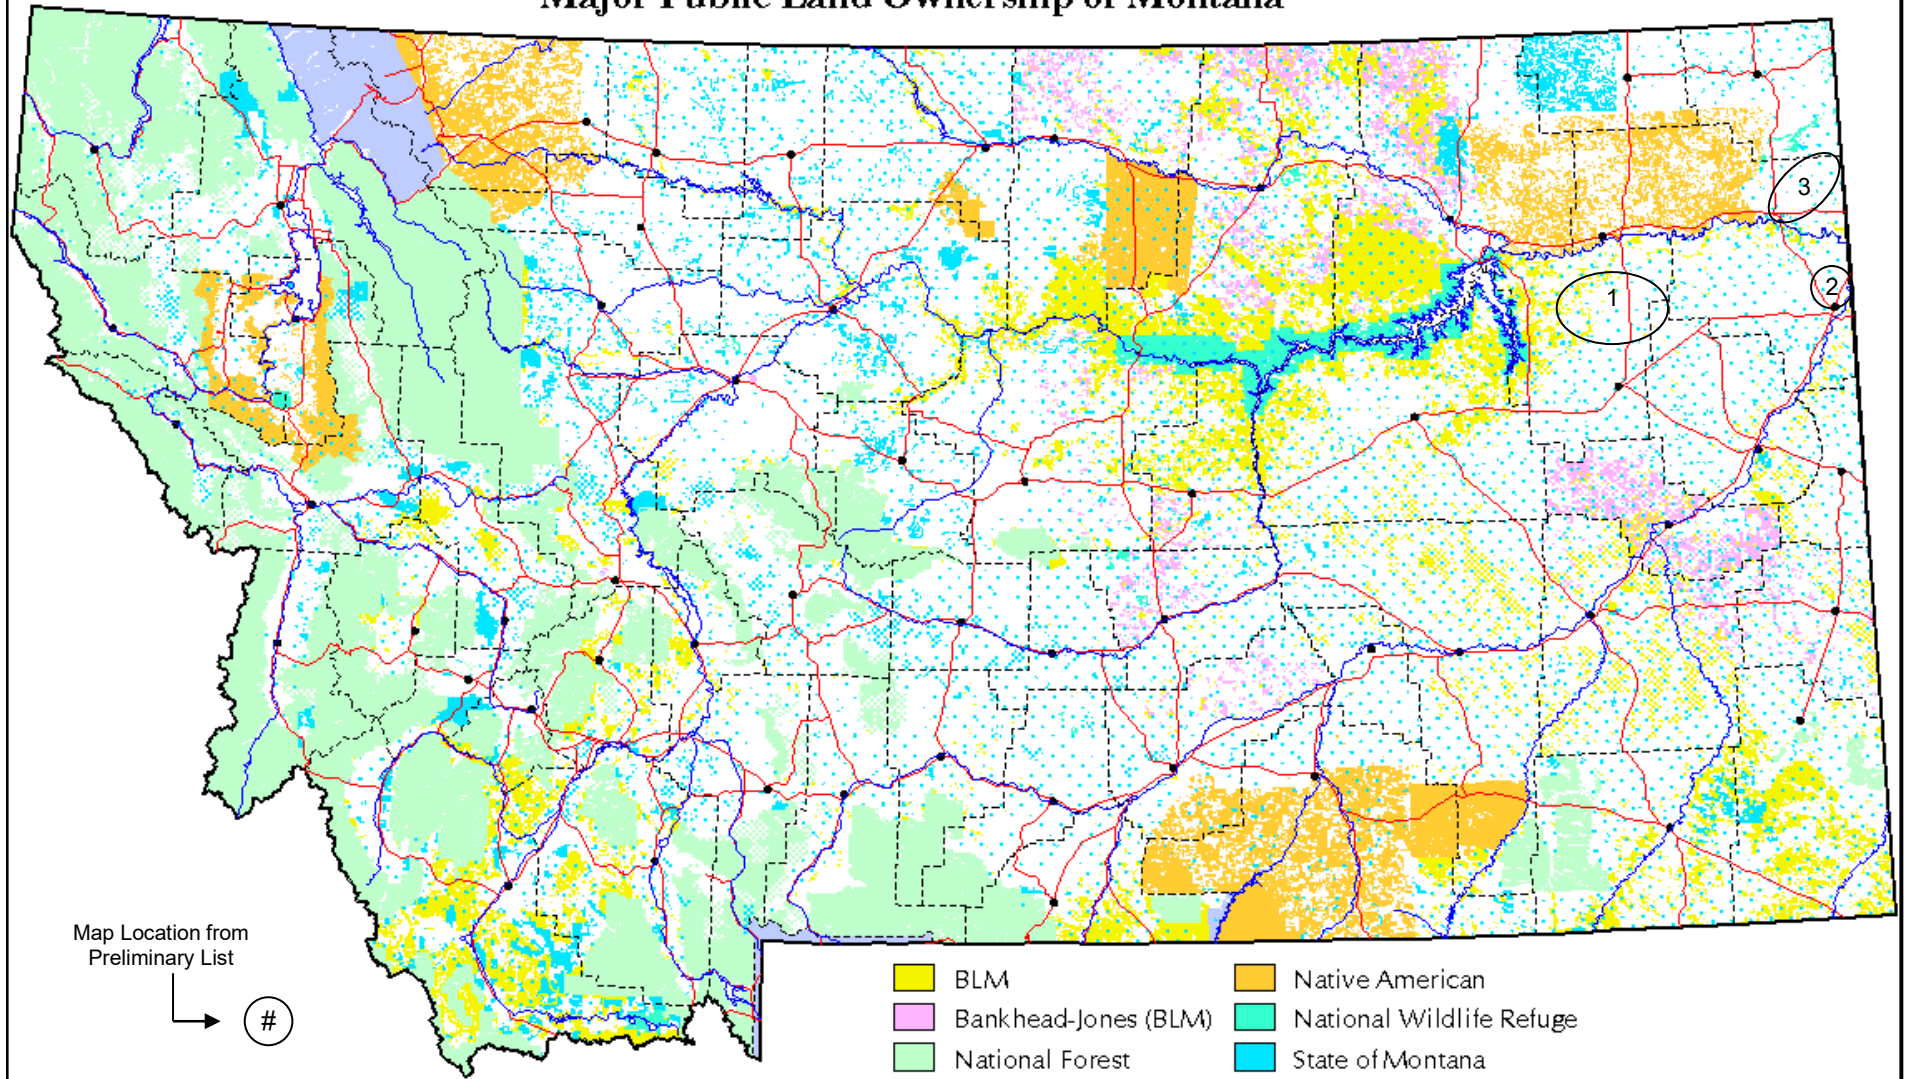 Major Public Land Ownership of Montana
3
2
1
Map Location from
Preliminary List
#
BLM
Bankhead-Jones (BLM)
National Forest
Native American
National Wildlife Refuge
State of Montana